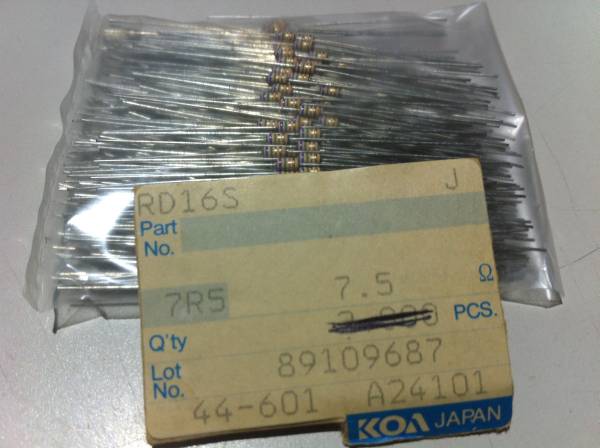 RD16S J
Part
No.
7R5 7.5 Ω
Q'ty PCS.
Lot
No. 89109687
44-601 A24101
KOA JAPAN